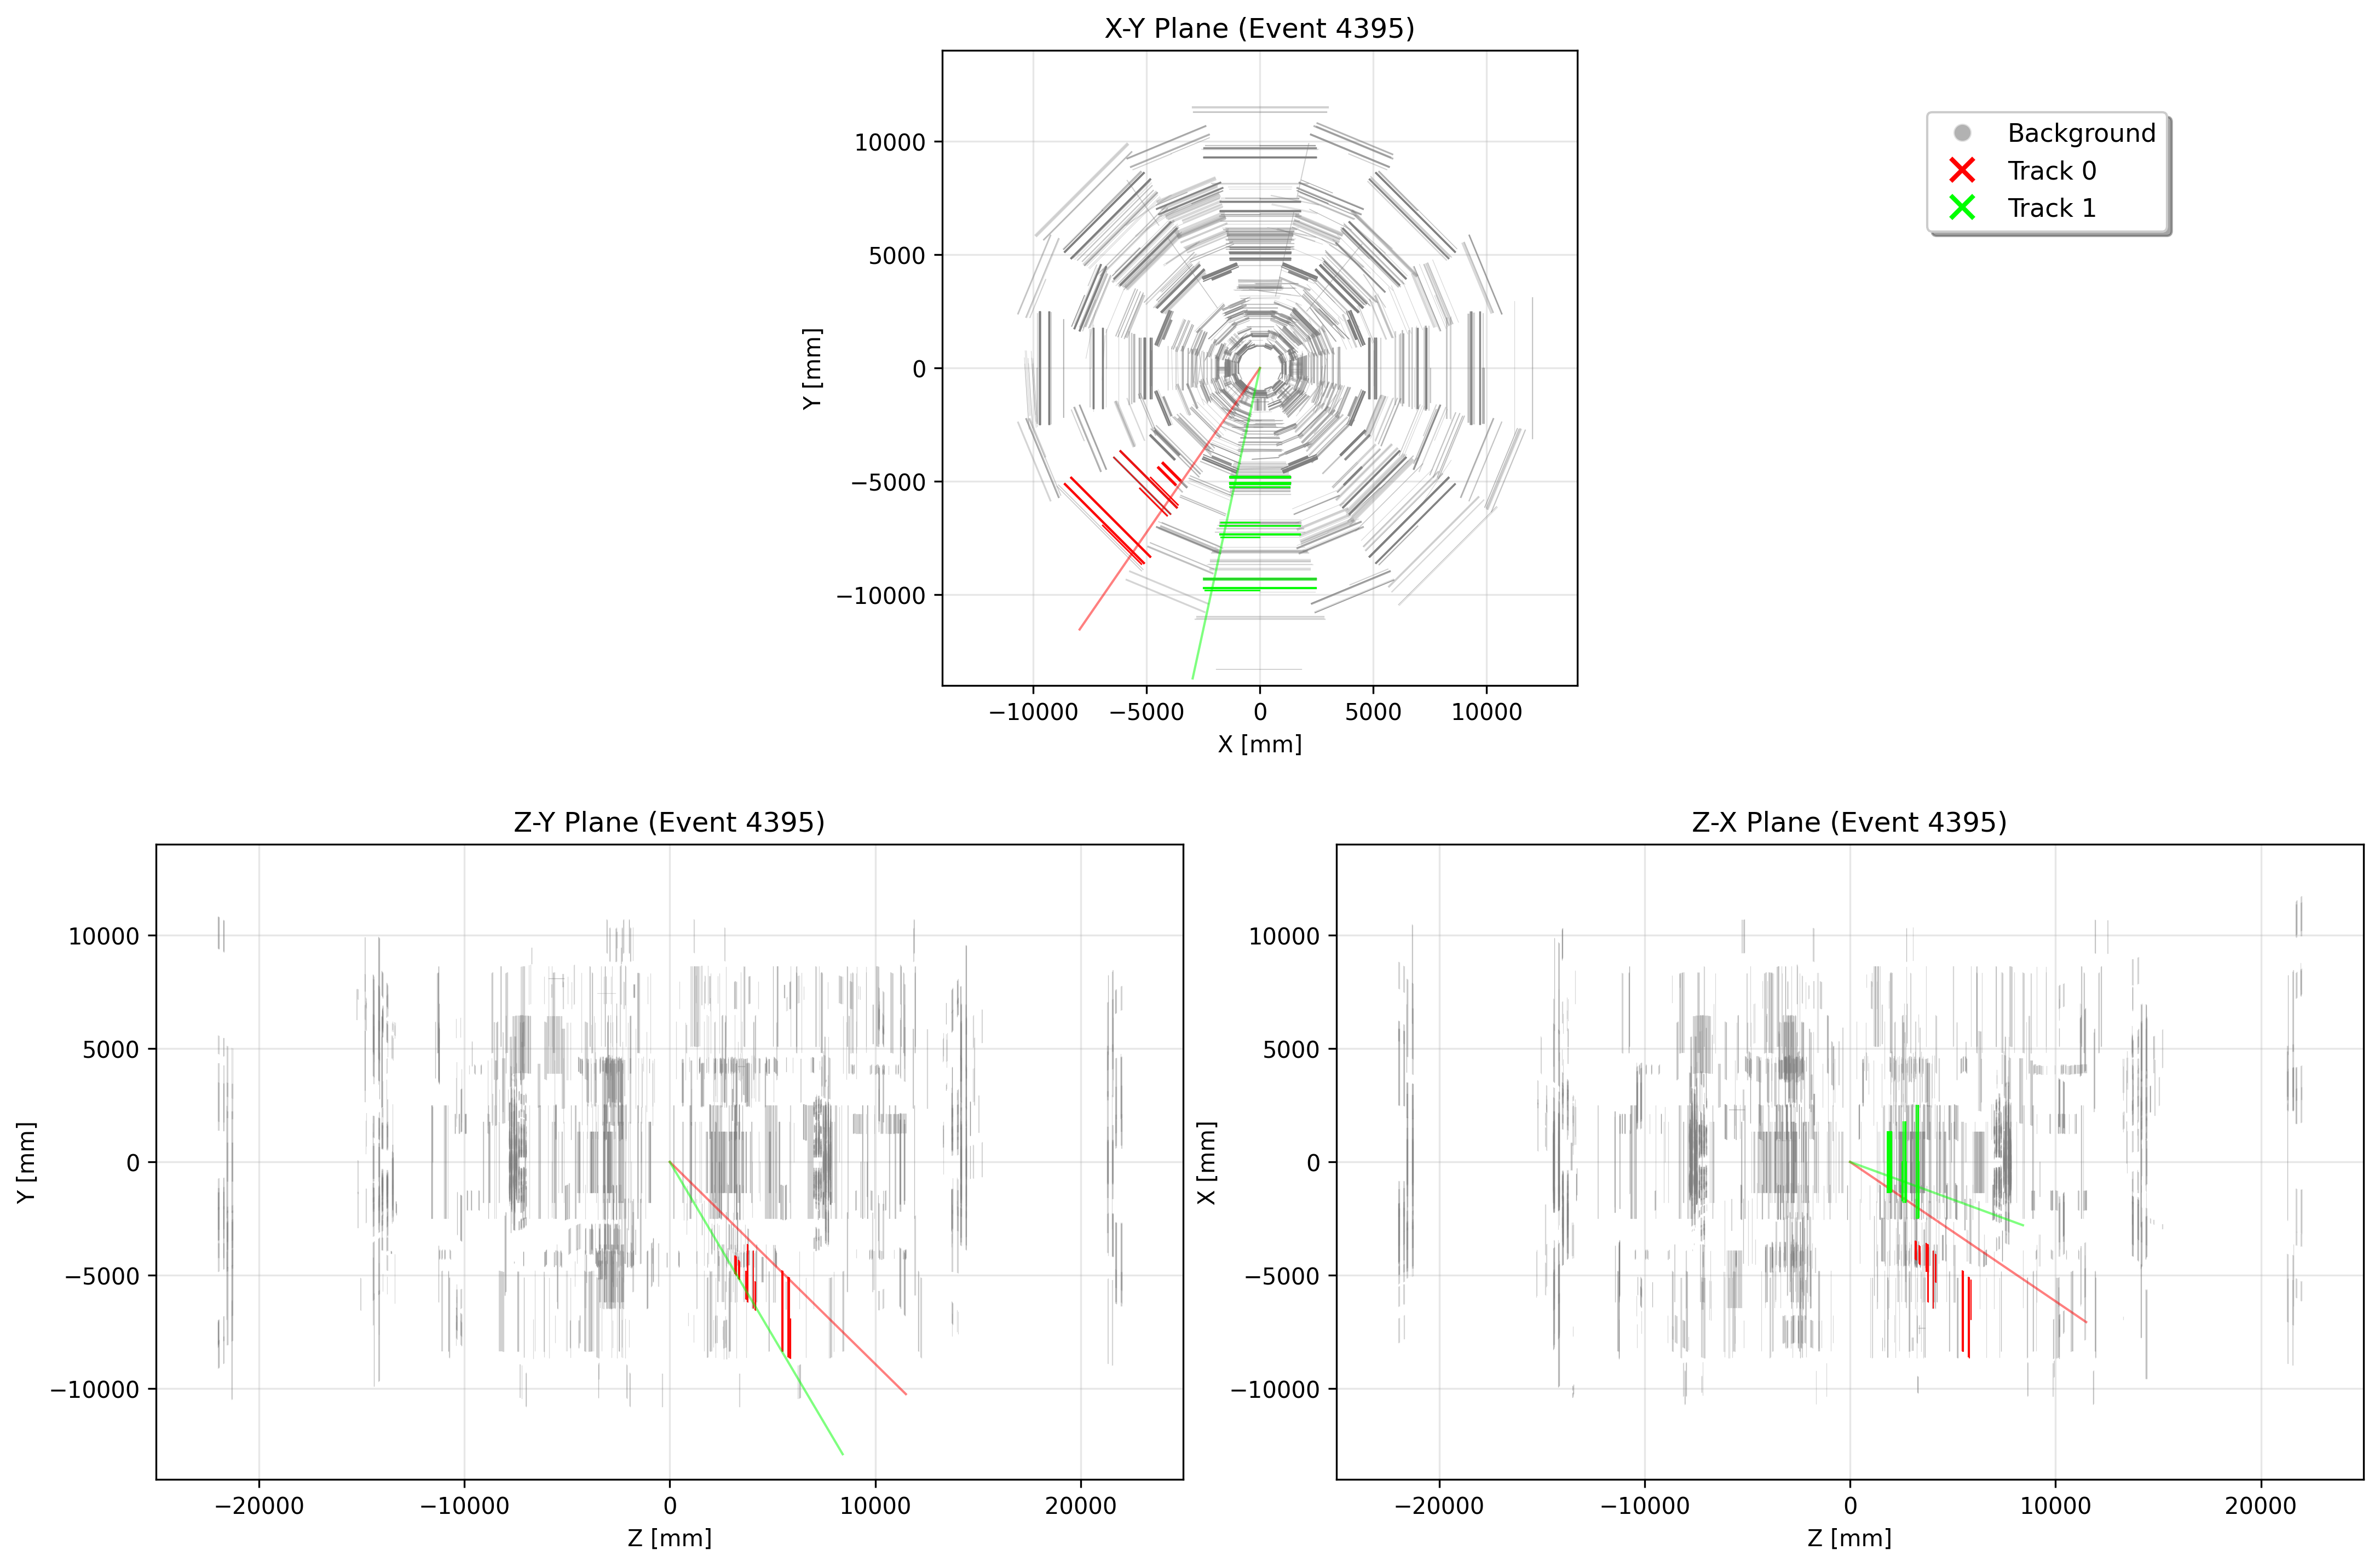 X-Y Plane (Event 4395)
Y [mm]
10000
5000
0
−5000
−10000
−10000 −5000 0 5000 10000
X [mm]
Background
Track 0
Track 1
Z-Y Plane (Event 4395)
Y [mm]
10000
5000
0
−5000
−10000
−20000 −10000 0 10000 20000
Z [mm]
Z-X Plane (Event 4395)
X [mm]
10000
5000
0
−5000
−10000
−20000 −10000 0 10000 20000
Z [mm]